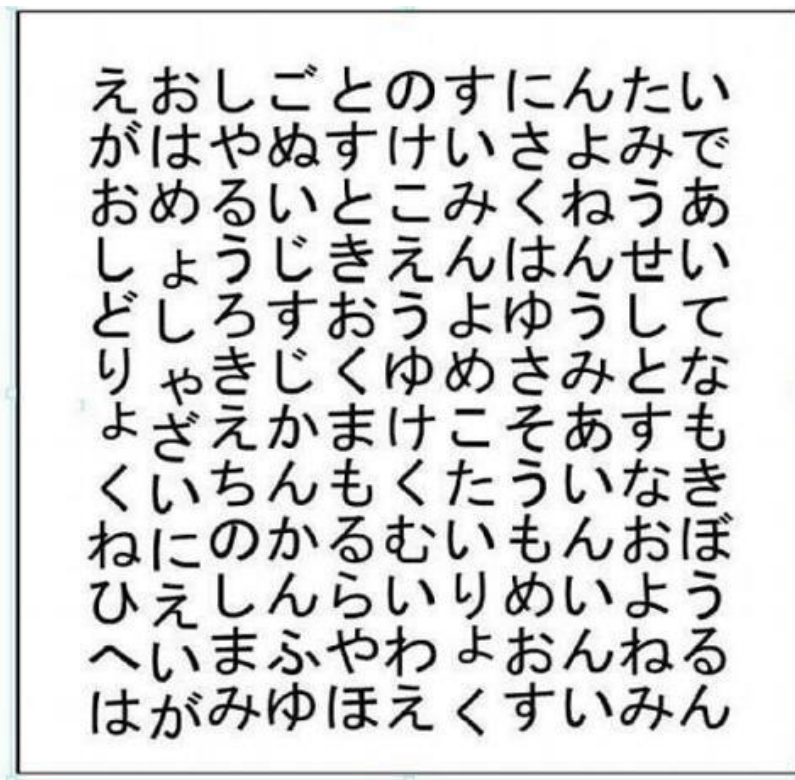 えおしごとのすにんたい
がはやぬすけいさよみで
おめるいとこみくねうあ
しょうじきえんはんせい
どしろすおうよゆうして
りゃきじくゆめさみとな
よざえかまけこそあすも
くいちんもくたういなき
ねにのかるむいもんおぼ
ひえしんらいりめいよう
へいまふやわょおんねる
はがみゆほえくすいみん